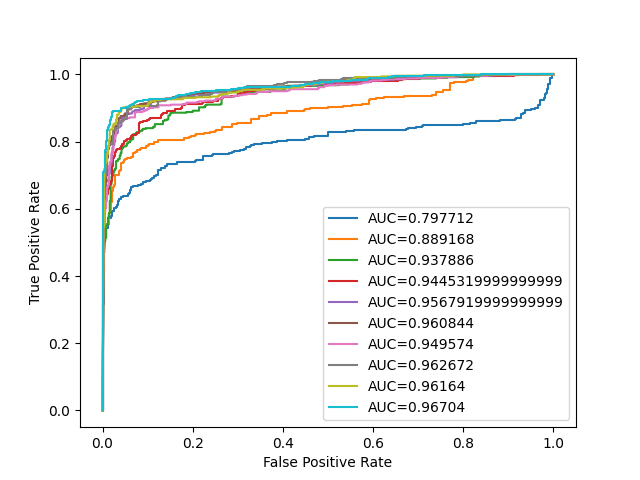 1.0
0.8
0.6
0.4
0.2
0.0
True Positive Rate
AUC=0.797712
AUC=0.889168
AUC=0.937886
AUC=0.9445319999999999
AUC=0.9567919999999999
AUC=0.960844
AUC=0.949574
AUC=0.962672
AUC=0.96164
AUC=0.96704
0.0 0.2 0.4 0.6 0.8 1.0
False Positive Rate